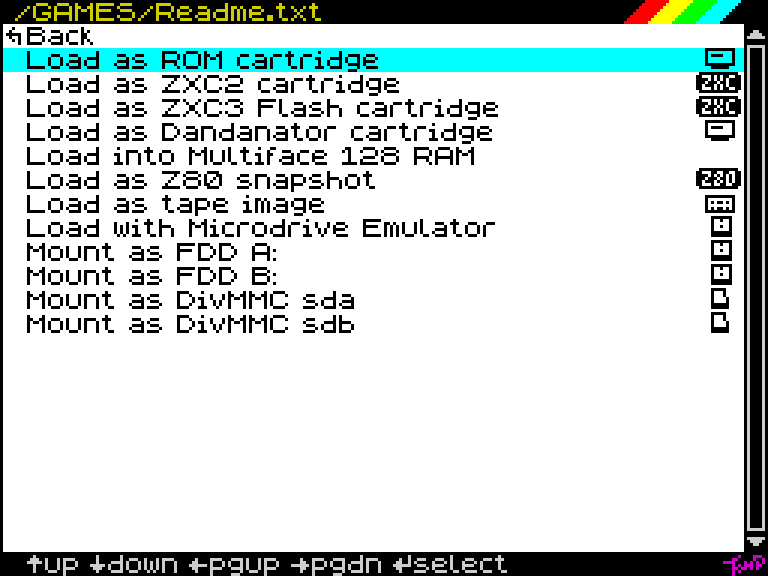 /GAMES/Readme.txt
↰Back
Load as ROM cartridge
Load as ZXC2 cartridge ZXC
Load as ZXC3 Flash cartridge ZXC
Load as Dandanator cartridge
Load into Multiface 128 RAM
Load as Z80 snapshot Z80
Load as tape image
Load with Microdrive Emulator
Mount as FDD A:
Mount as FDD B:
Mount as DivMMC sda
Mount as DivMMC sdb
↑up ↓down ←pgup →pgdn ↵select